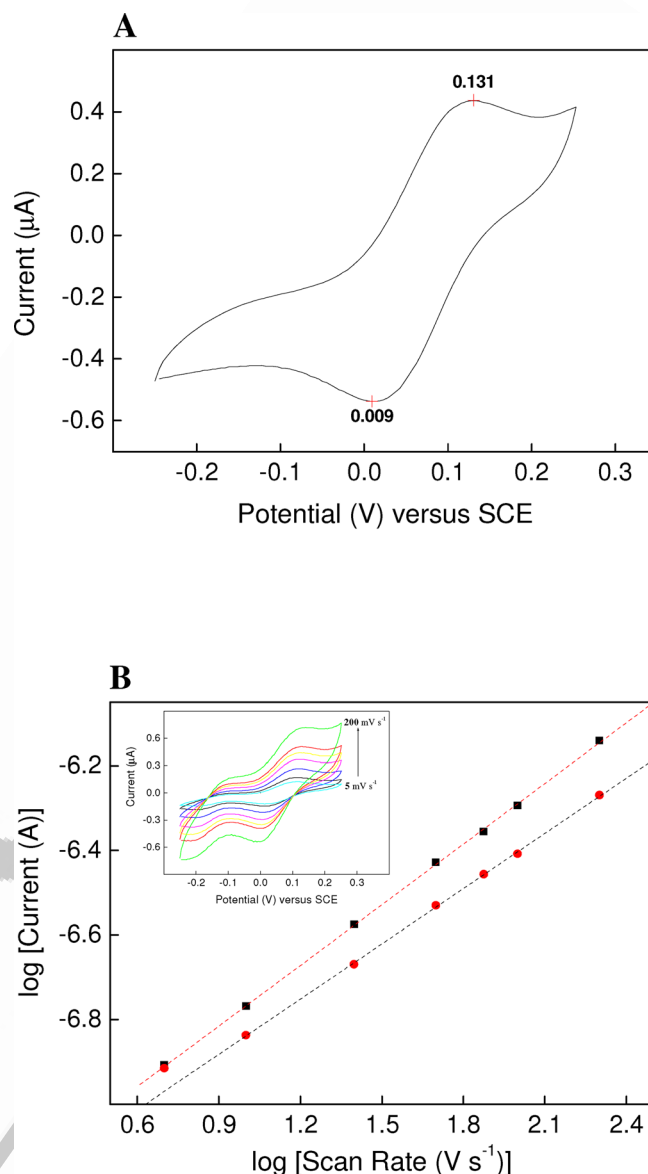 A
0.131
0.4
0.2
0.0
-0.2
-0.4
-0.6
Current (µA)
0.009
-0.2 -0.1 0.0 0.1 0.2 0.3
Potential (V) versus SCE
B
200 mV s-1
5 mV s-1
0.6
0.3
0.0
-0.3
-0.6
Current (µA)
-0.2 -0.1 0.0 0.1 0.2 0.3
Potential (V) versus SCE
-6.2
-6.4
-6.6
-6.8
log [Current (A)]
0.6 0.9 1.2 1.5 1.8 2.1 2.4
log [Scan Rate (V s-1)]